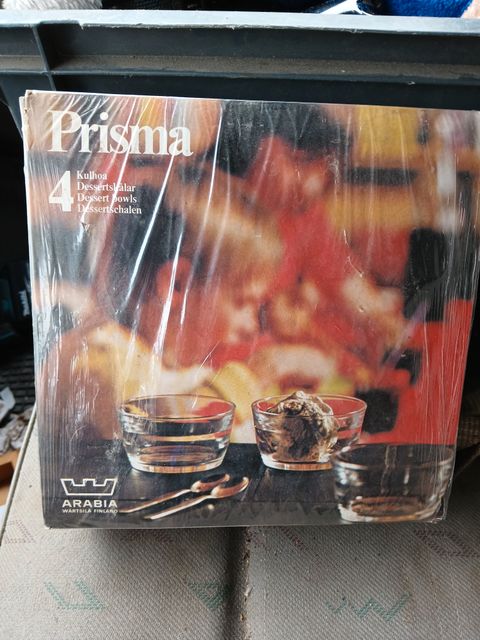 Prisma
4
Kulhoa
Dessertskålar
Dessert bowls
Dessertschalen
ARABIA
WÄRTSILÄ FINLAND